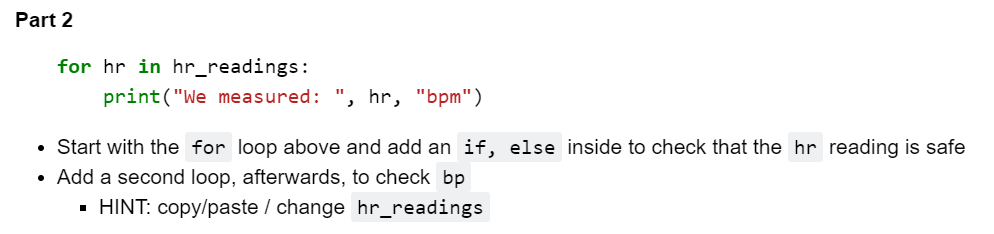 Part 2
for hr in hr_readings:
    print("We measured: ", hr, "bpm")
• Start with the for loop above and add an if, else inside to check that the hr reading is safe
• Add a second loop, afterwards, to check bp
▪ HINT: copy/paste / change hr_readings